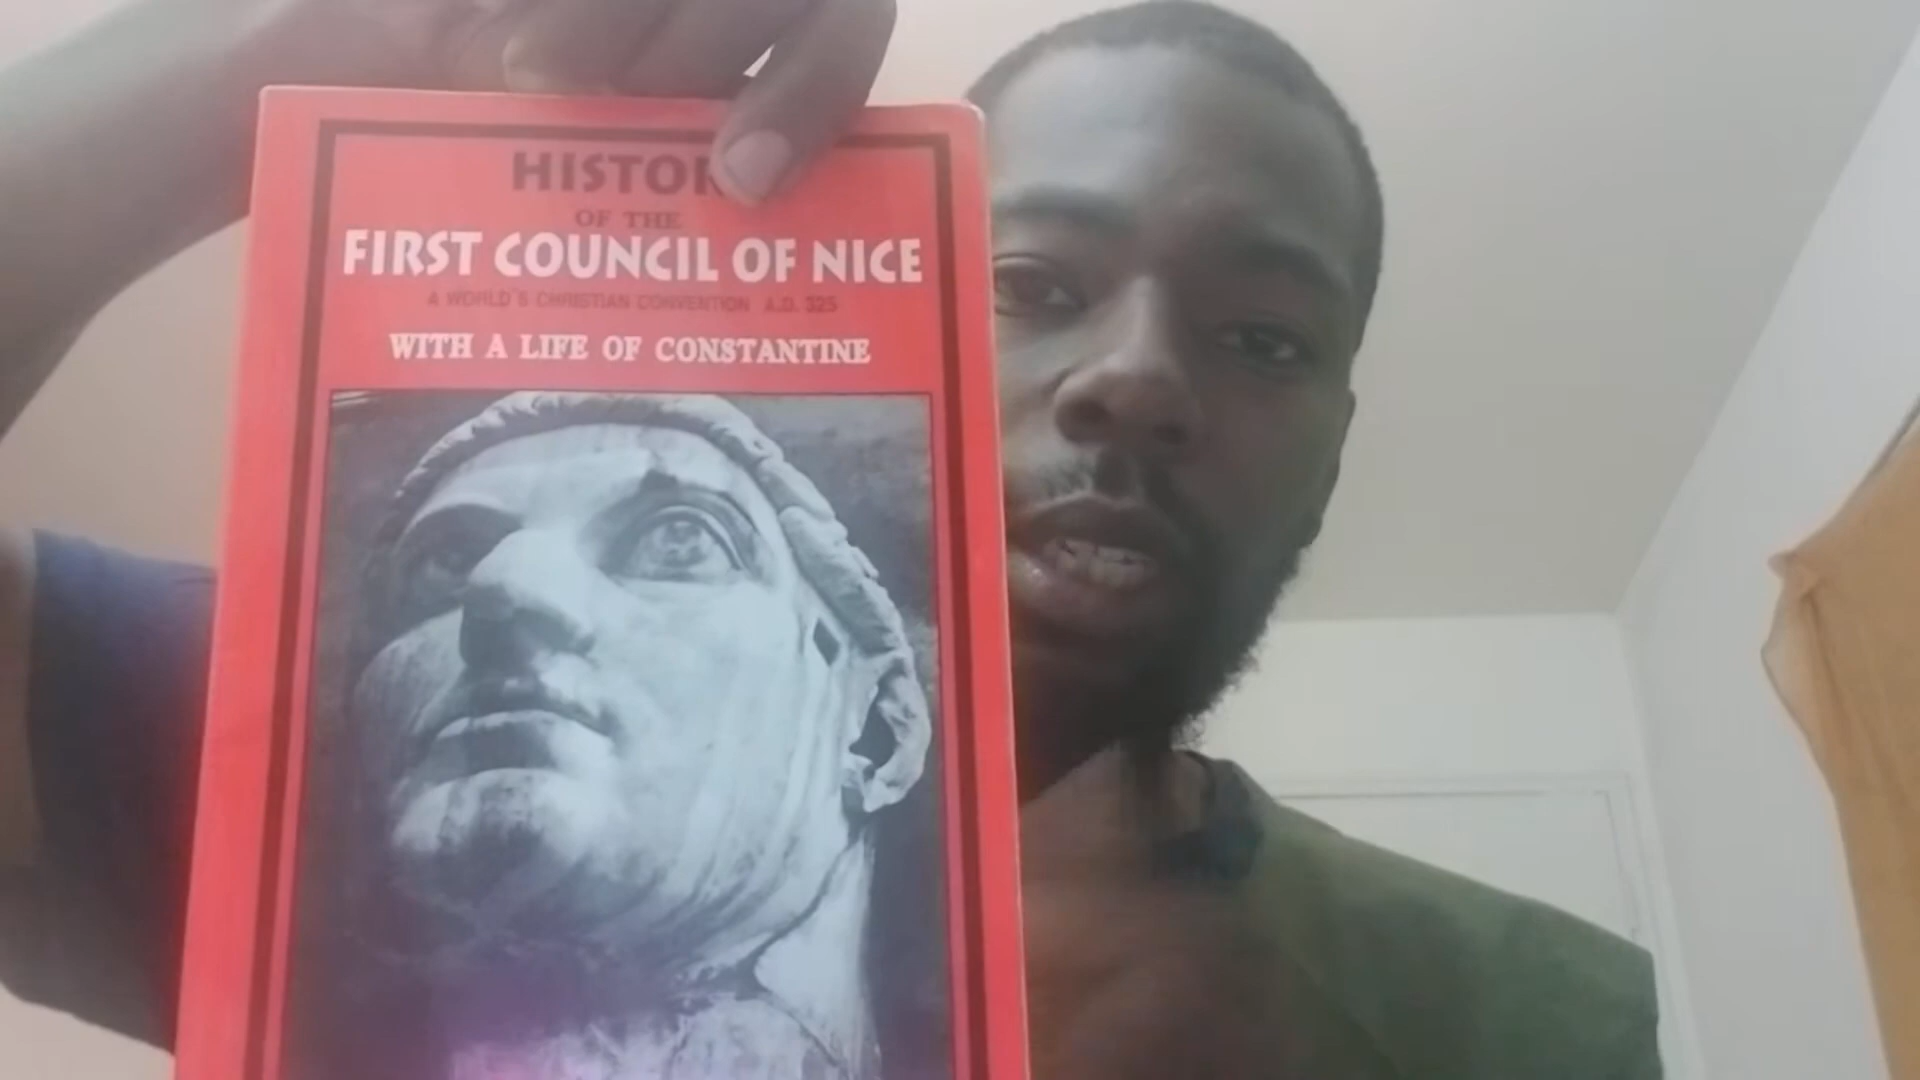 HISTOR
OF THE
FIRST COUNCIL OF NICE
A WORLD'S CHRISTIAN CONVENTION A.D. 325
WITH A LIFE OF CONSTANTINE